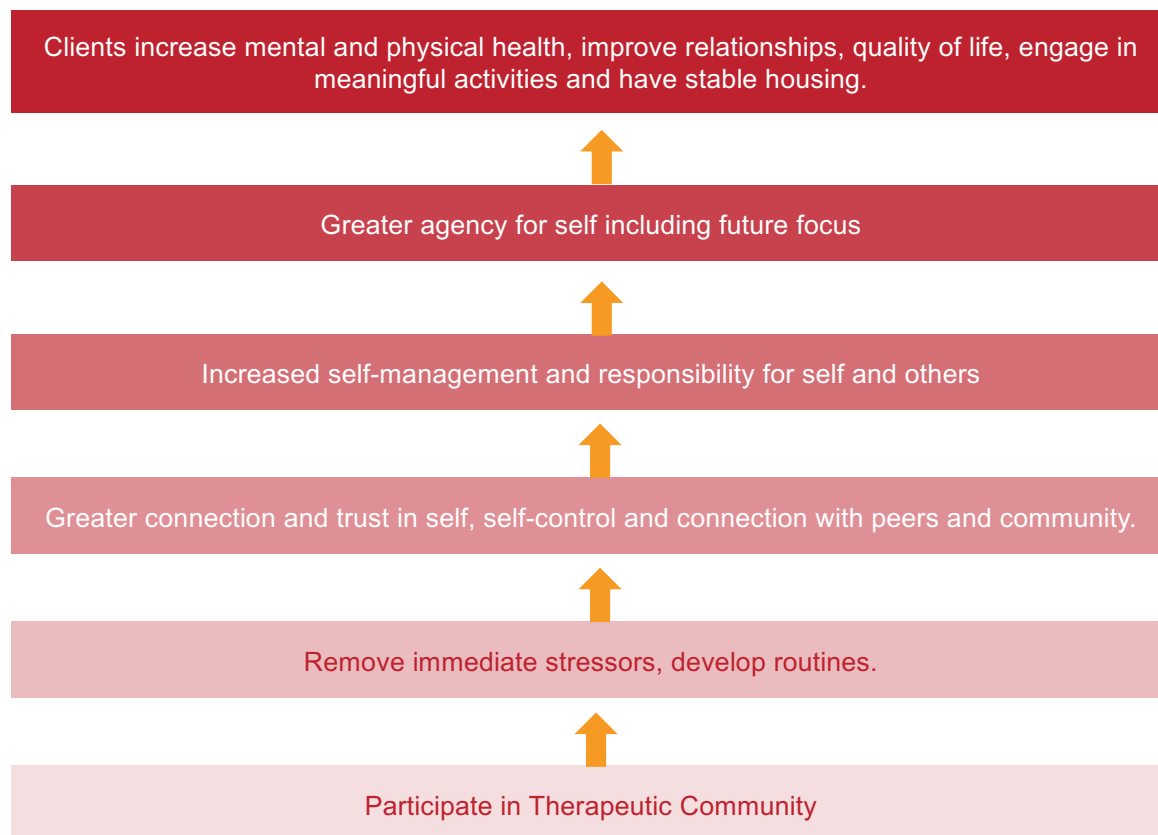 Clients increase mental and physical health, improve relationships, quality of life, engage in
meaningful activities and have stable housing.
Greater agency for self including future focus
Increased self-management and responsibility for self and others
Greater connection and trust in self, self-control and connection with peers and community.
Remove immediate stressors, develop routines.
Participate in Therapeutic Community